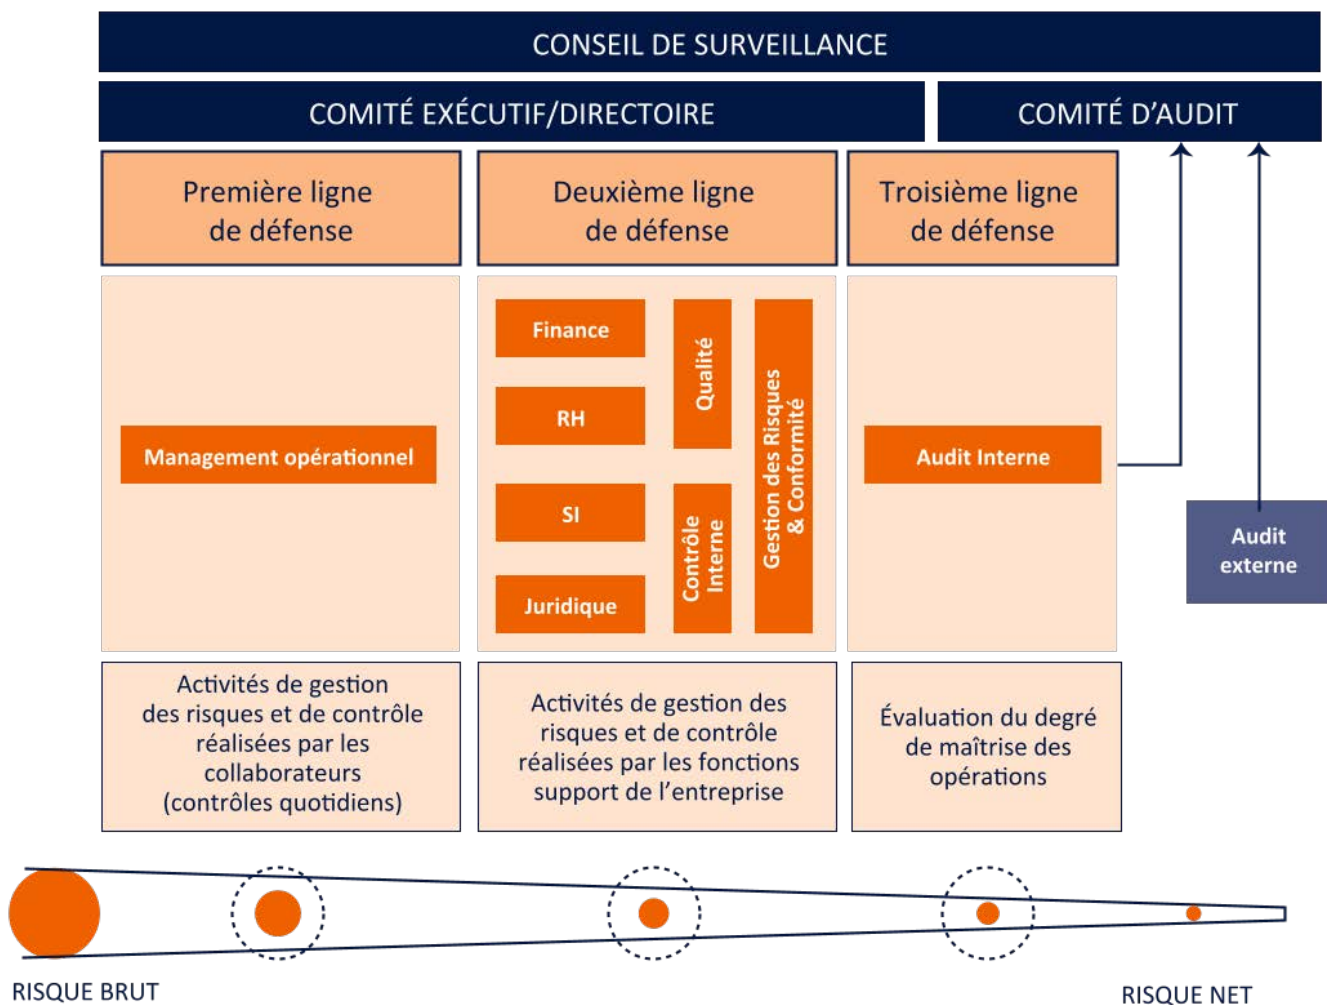 CONSEIL DE SURVEILLANCE
COMITÉ EXÉCUTIF/DIRECTOIRE
COMITÉ D'AUDIT
Première ligne
de défense
Deuxième ligne
de défense
Troisième ligne
de défense
Management opérationnel
Finance
RH
SI
Juridique
Qualité
Contrôle
Interne
Gestion des Risques
& Conformité
Audit Interne
Audit
externe
Activités de gestion
des risques et de contrôle
réalisées par les
collaborateurs
(contrôles quotidiens)
Activités de gestion des
risques et de contrôle
réalisées par les fonctions
support de l'entreprise
Évaluation du degré
de maîtrise des
opérations
RISQUE BRUT
RISQUE NET